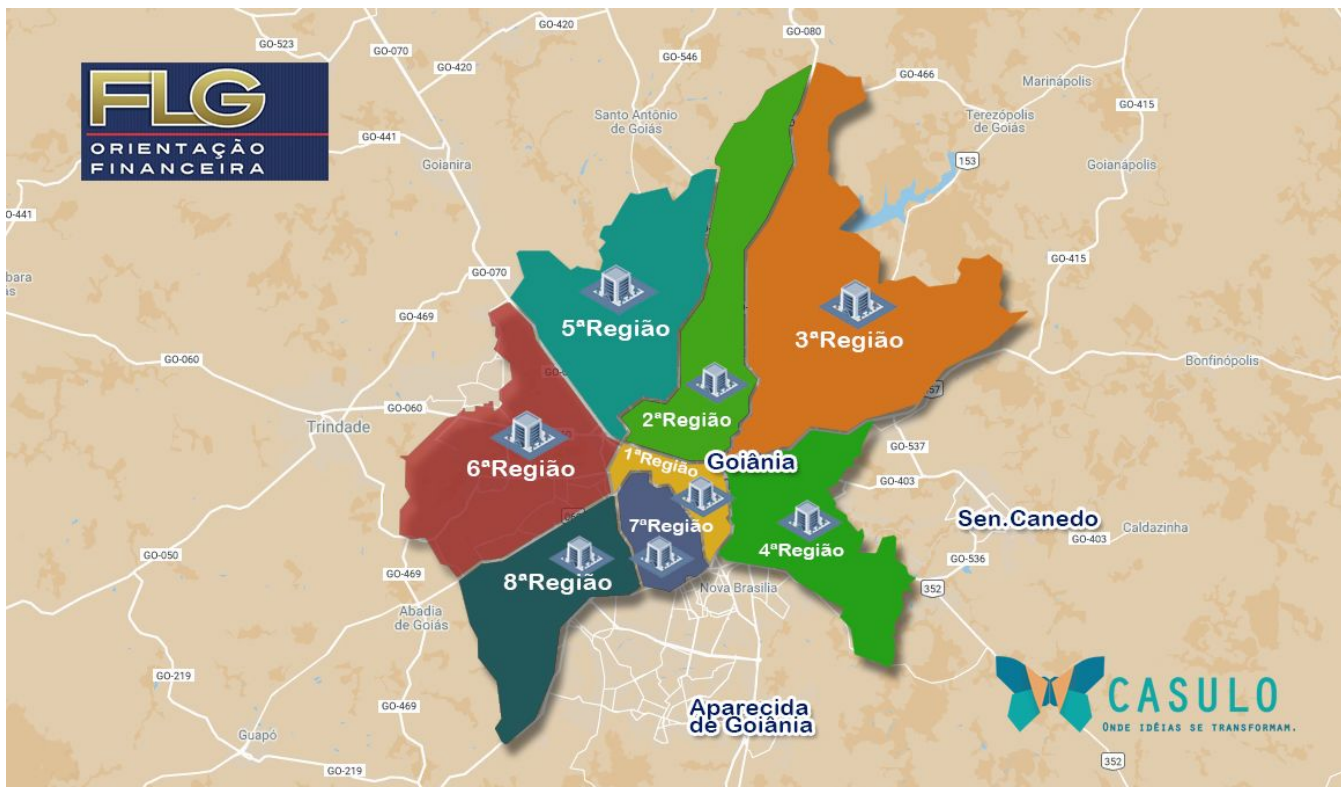 GO-420
GO-080
GO-523
GO-070
GO-546
GO-420
GO-466
Marinápolis
FLG
ORIENTAÇÃO
FINANCEIRA
Santo Antônio
de Goiás
Terezópolis
de Goiás
GO-415
GO-441
Goianira
153
Goianápolis
GO-441
GO-415
GO-070
5ªRegião
3ªRegião
GO-469
GO-060
Bonfinópolis
GO-060
2ªRegião
Trindade
6ªRegião
1ªRegião
Goiânia
GO-537
GO-403
7ªRegião
4ªRegião
Sen.Canedo
Caldazinha
GO-403
GO-050
8ªRegião
GO-536
GO-469
Nova Brasilia
352
Abadia
de Goiás
GO-219
GO-469
Aparecida
de Goiânia
CASULO
ONDE IDÉIAS SE TRANSFORMAM.
Guapó
GO-219
352